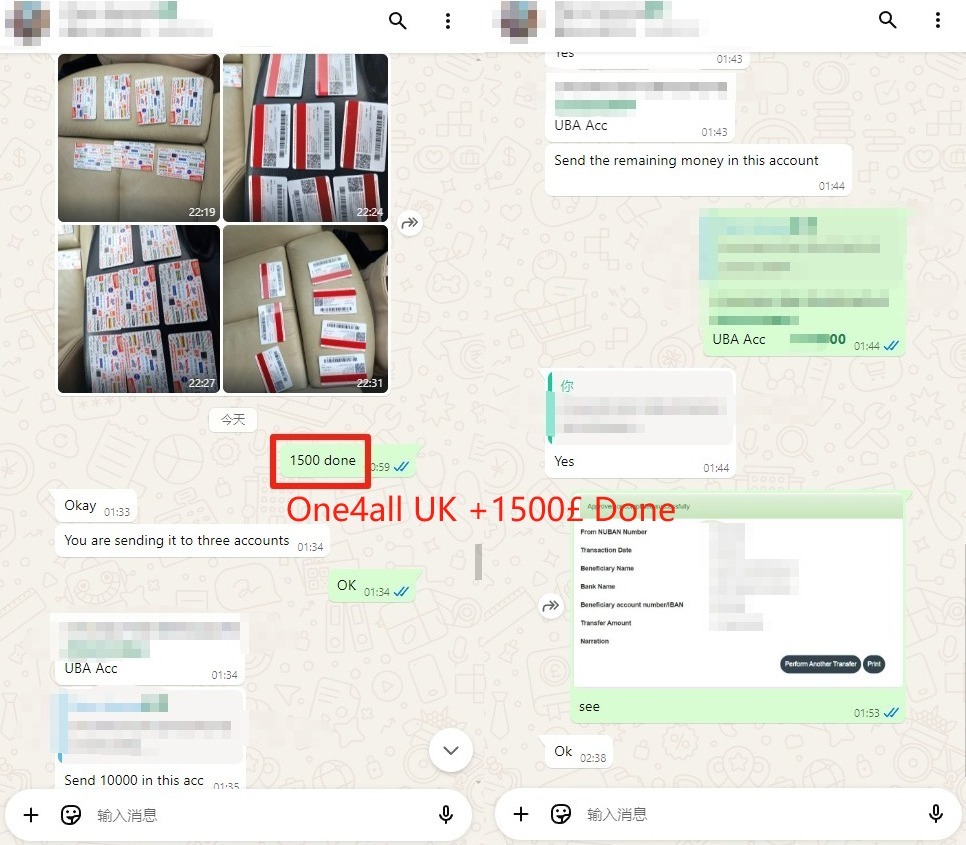 22:19
22:24
22:27
22:31
今天
1500 done
0:59
One4all UK +1500£ Done
Okay
01:33
You are sending it to three accounts
01:34
OK
01:34
UBA Acc
01:34
Send 10000 in this acc
01:35
输入消息
Yes
01:43
UBA Acc
01:43
Send the remaining money in this account
01:44
UBA Acc
00
01:44
你
Yes
01:44
From NUBAN Number
Transaction Date
Beneficiary Name
Bank Name
Beneficiary account number/IBAN
Transfer Amount
Narration
Perform Another Transfer
Print
see
01:53
Ok
02:38
输入消息